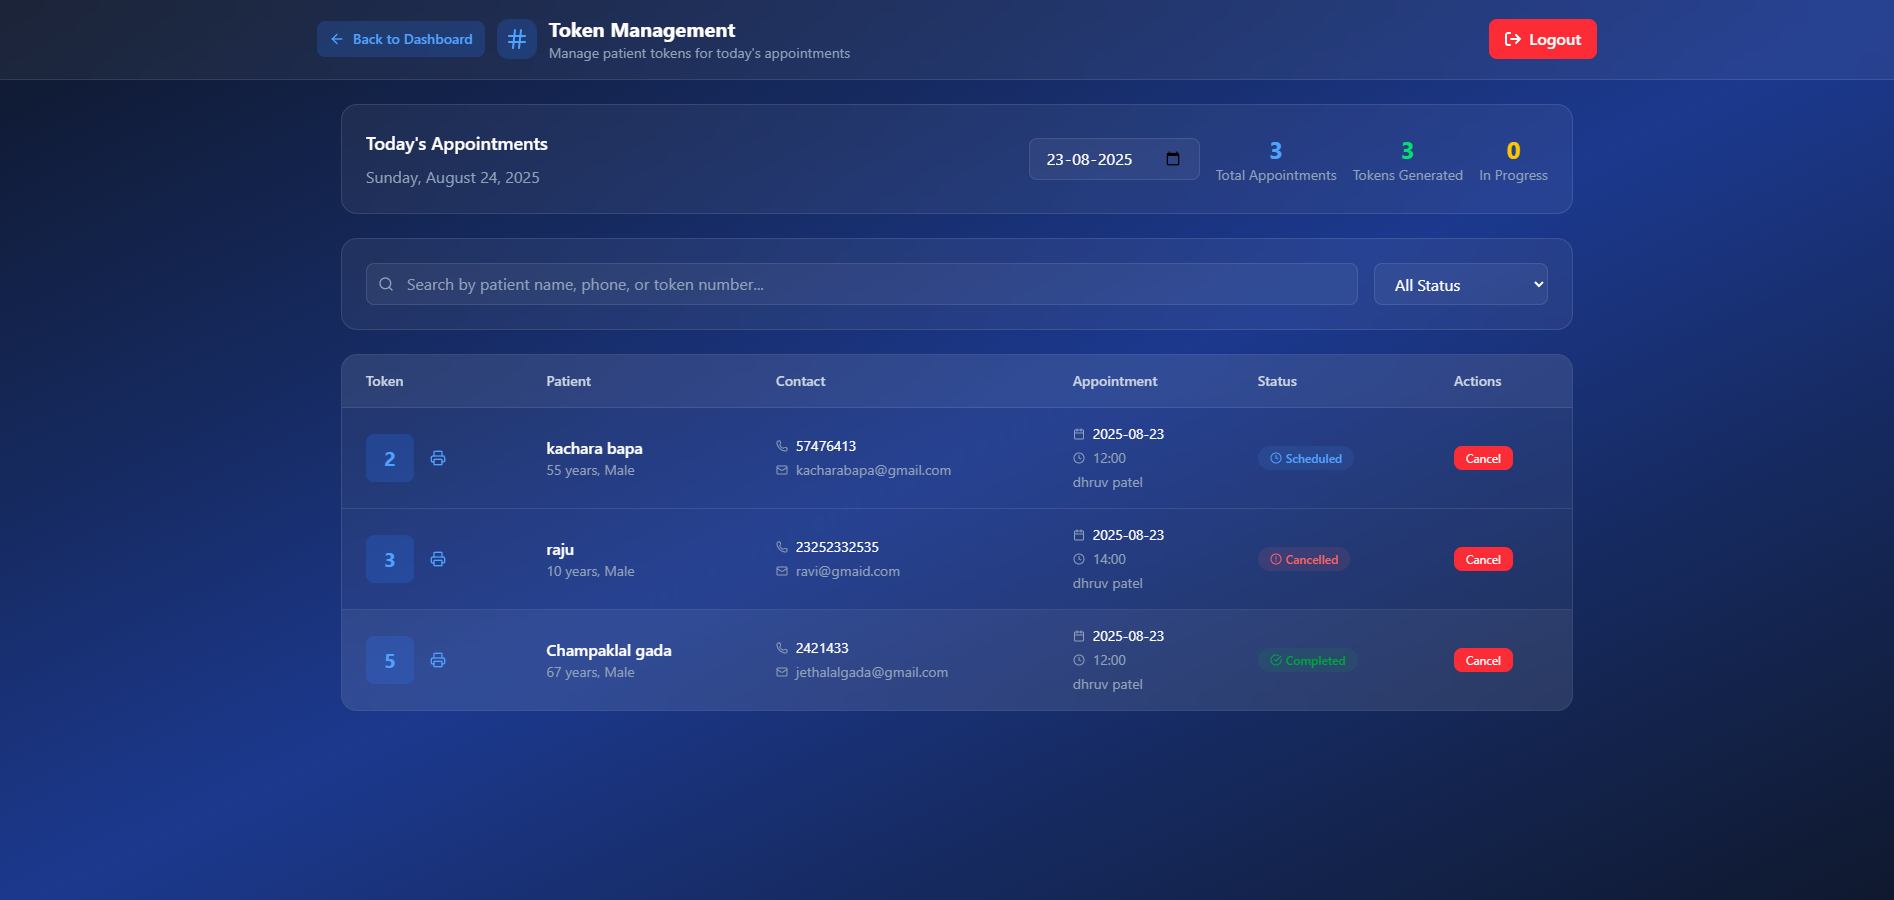 Back to Dashboard
Token Management
Manage patient tokens for today's appointments
Logout
Today's Appointments
Sunday, August 24, 2025
23-08-2025
3
Total Appointments
3
Tokens Generated
0
In Progress
Search by patient name, phone, or token number...
All Status
Token Patient Contact Appointment Status Actions
2
kachara bapa
55 years, Male
57476413
kacharabapa@gmail.com
2025-08-23
12:00
dhruv patel
Scheduled
Cancel
3
raju
10 years, Male
23252332535
ravi@gmaid.com
2025-08-23
14:00
dhruv patel
Cancelled
Cancel
5
Champaklal gada
67 years, Male
2421433
jethalalgada@gmail.com
2025-08-23
12:00
dhruv patel
Completed
Cancel